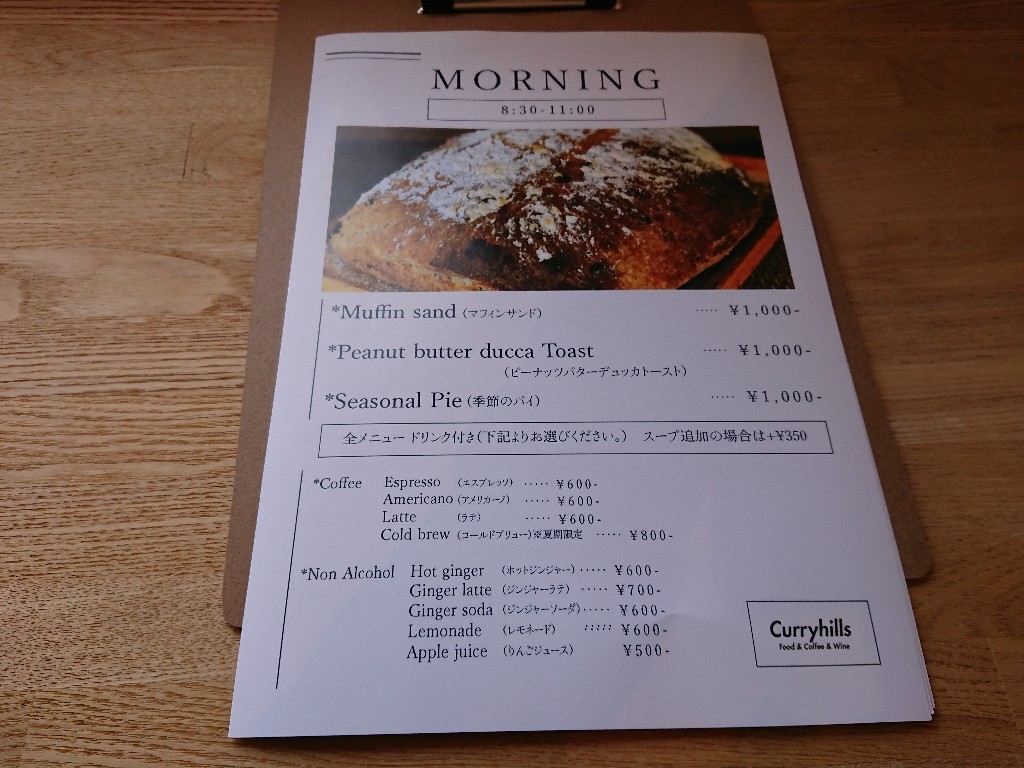 MORNING
8:30-11:00
*Muffin sand (マフィンサンド) ····· ¥1,000-
*Peanut butter ducca Toast ····· ¥1,000-
(ピーナッツバターデュッカトースト)
*Seasonal Pie (季節のパイ) ····· ¥1,000-
全メニュー ドリンク付き(下記よりお選びください。) スープ追加の場合は+¥350
*Coffee Espresso (エスプレッソ) ····· ¥600-
Americano (アメリカーノ) ····· ¥600-
Latte (ラテ) ····· ¥600-
Cold brew (コールドブリュー)※夏期限定 ····· ¥800-
*Non Alcohol Hot ginger (ホットジンジャー) ····· ¥600-
Ginger latte (ジンジャーラテ) ····· ¥700-
Ginger soda (ジンジャーソーダ) ····· ¥600-
Lemonade (レモネード) ····· ¥600-
Apple juice (りんごジュース) ¥500-
Curryhills
Food & Coffee & Wine